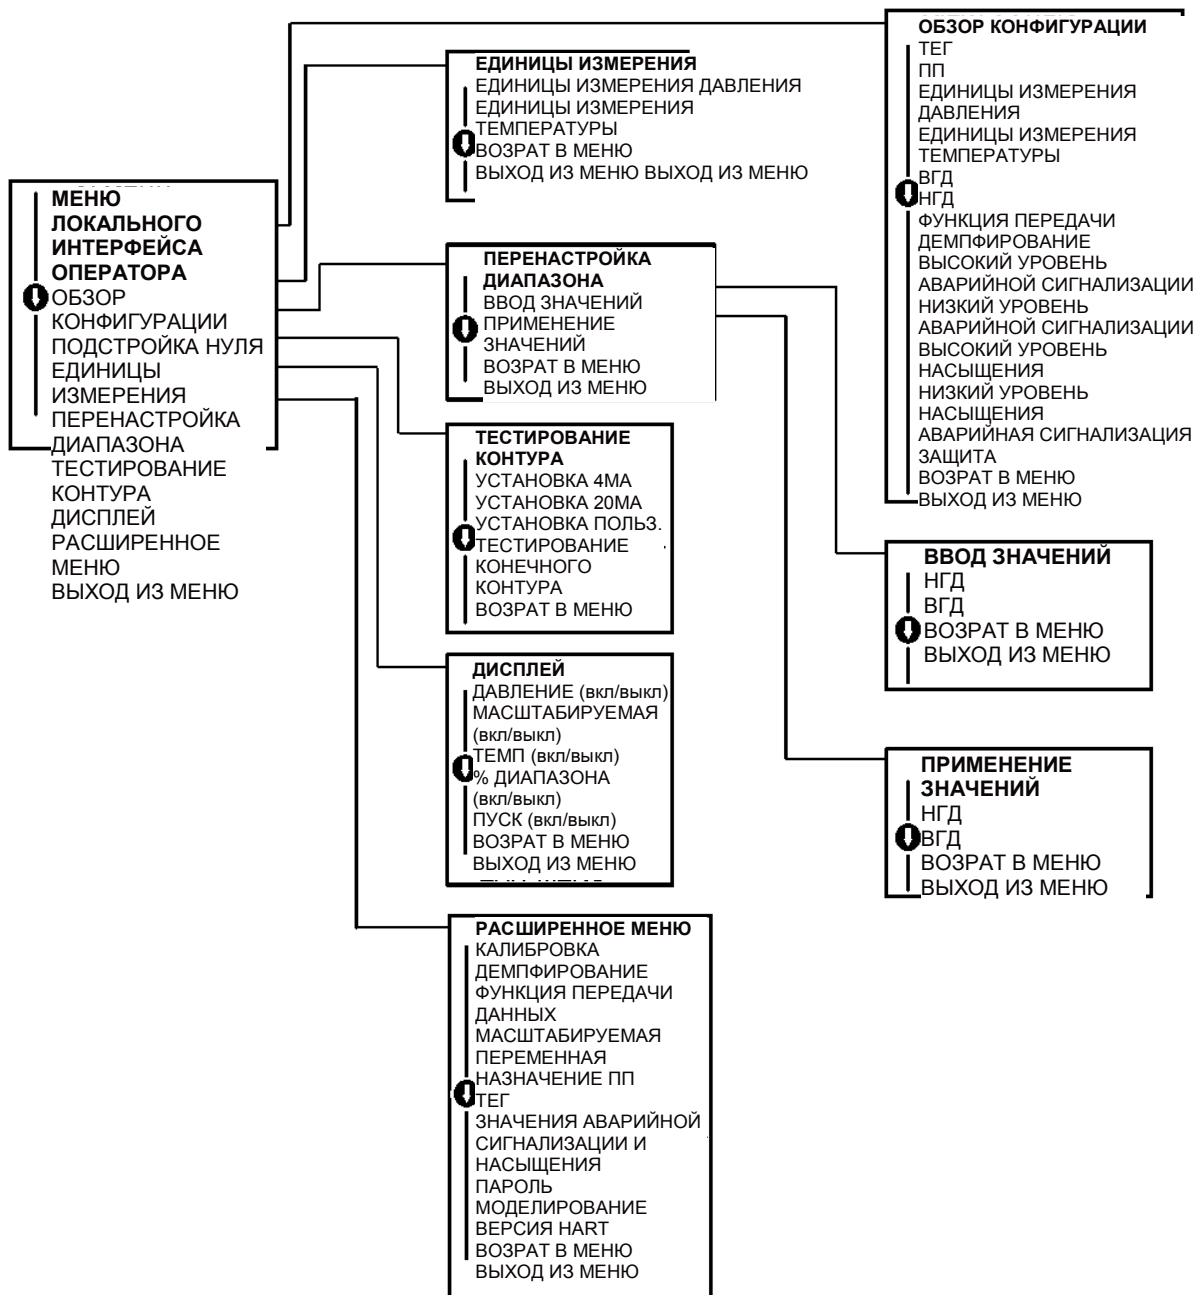 МЕНЮ
ЛОКАЛЬНОГО
ИНТЕРФЕЙСА
ОПЕРАТОРА
ОБЗОР
КОНФИГУРАЦИИ
ПОДСТРОЙКА НУЛЯ
ЕДИНИЦЫ
ИЗМЕРЕНИЯ
ПЕРЕНАСТРОЙКА
ДИАПАЗОНА
ТЕСТИРОВАНИЕ
КОНТУРА
ДИСПЛЕЙ
РАСШИРЕННОЕ
МЕНЮ
ВЫХОД ИЗ МЕНЮ
ЕДИНИЦЫ ИЗМЕРЕНИЯ
ЕДИНИЦЫ ИЗМЕРЕНИЯ ДАВЛЕНИЯ
ЕДИНИЦЫ ИЗМЕРЕНИЯ
ТЕМПЕРАТУРЫ
ВОЗРАТ В МЕНЮ
ВЫХОД ИЗ МЕНЮ ВЫХОД ИЗ МЕНЮ
ПЕРЕНАСТРОЙКА
ДИАПАЗОНА
ВВОД ЗНАЧЕНИЙ
ПРИМЕНЕНИЕ
ЗНАЧЕНИЙ
ВОЗРАТ В МЕНЮ
ВЫХОД ИЗ МЕНЮ
ТЕСТИРОВАНИЕ
КОНТУРА
УСТАНОВКА 4МА
УСТАНОВКА 20МА
УСТАНОВКА ПОЛЬЗ.
ТЕСТИРОВАНИЕ
КОНЕЧНОГО
КОНТУРА
ВОЗРАТ В МЕНЮ
ДИСПЛЕЙ
ДАВЛЕНИЕ (вкл/выкл)
МАСШТАБИРУЕМАЯ
(вкл/выкл)
ТЕМП (вкл/выкл)
% ДИАПАЗОНА
(вкл/выкл)
ПУСК (вкл/выкл)
ВОЗРАТ В МЕНЮ
ВЫХОД ИЗ МЕНЮ
РАСШИРЕННОЕ МЕНЮ
КАЛИБРОВКА
ДЕМПФИРОВАНИЕ
ФУНКЦИЯ ПЕРЕДАЧИ
ДАННЫХ
МАСШТАБИРУЕМАЯ
ПЕРЕМЕННАЯ
НАЗНАЧЕНИЕ ПП
ТЕГ
ЗНАЧЕНИЯ АВАРИЙНОЙ
СИГНАЛИЗАЦИИ И
НАСЫЩЕНИЯ
ПАРОЛЬ
МОДЕЛИРОВАНИЕ
ВЕРСИЯ HART
ВОЗРАТ В МЕНЮ
ВЫХОД ИЗ МЕНЮ
ОБЗОР КОНФИГУРАЦИИ
ТЕГ
ПП
ЕДИНИЦЫ ИЗМЕРЕНИЯ
ДАВЛЕНИЯ
ЕДИНИЦЫ ИЗМЕРЕНИЯ
ТЕМПЕРАТУРЫ
ВГД
НГД
ФУНКЦИЯ ПЕРЕДАЧИ
ДЕМПФИРОВАНИЕ
ВЫСОКИЙ УРОВЕНЬ
АВАРИЙНОЙ СИГНАЛИЗАЦИИ
НИЗКИЙ УРОВЕНЬ
АВАРИЙНОЙ СИГНАЛИЗАЦИИ
ВЫСОКИЙ УРОВЕНЬ
НАСЫЩЕНИЯ
НИЗКИЙ УРОВЕНЬ
НАСЫЩЕНИЯ
АВАРИЙНАЯ СИГНАЛИЗАЦИЯ
ЗАЩИТА
ВОЗРАТ В МЕНЮ
ВЫХОД ИЗ МЕНЮ
ВВОД ЗНАЧЕНИЙ
НГД
ВГД
ВОЗРАТ В МЕНЮ
ВЫХОД ИЗ МЕНЮ
ПРИМЕНЕНИЕ
ЗНАЧЕНИЙ
НГД
ВГД
ВОЗРАТ В МЕНЮ
ВЫХОД ИЗ МЕНЮ